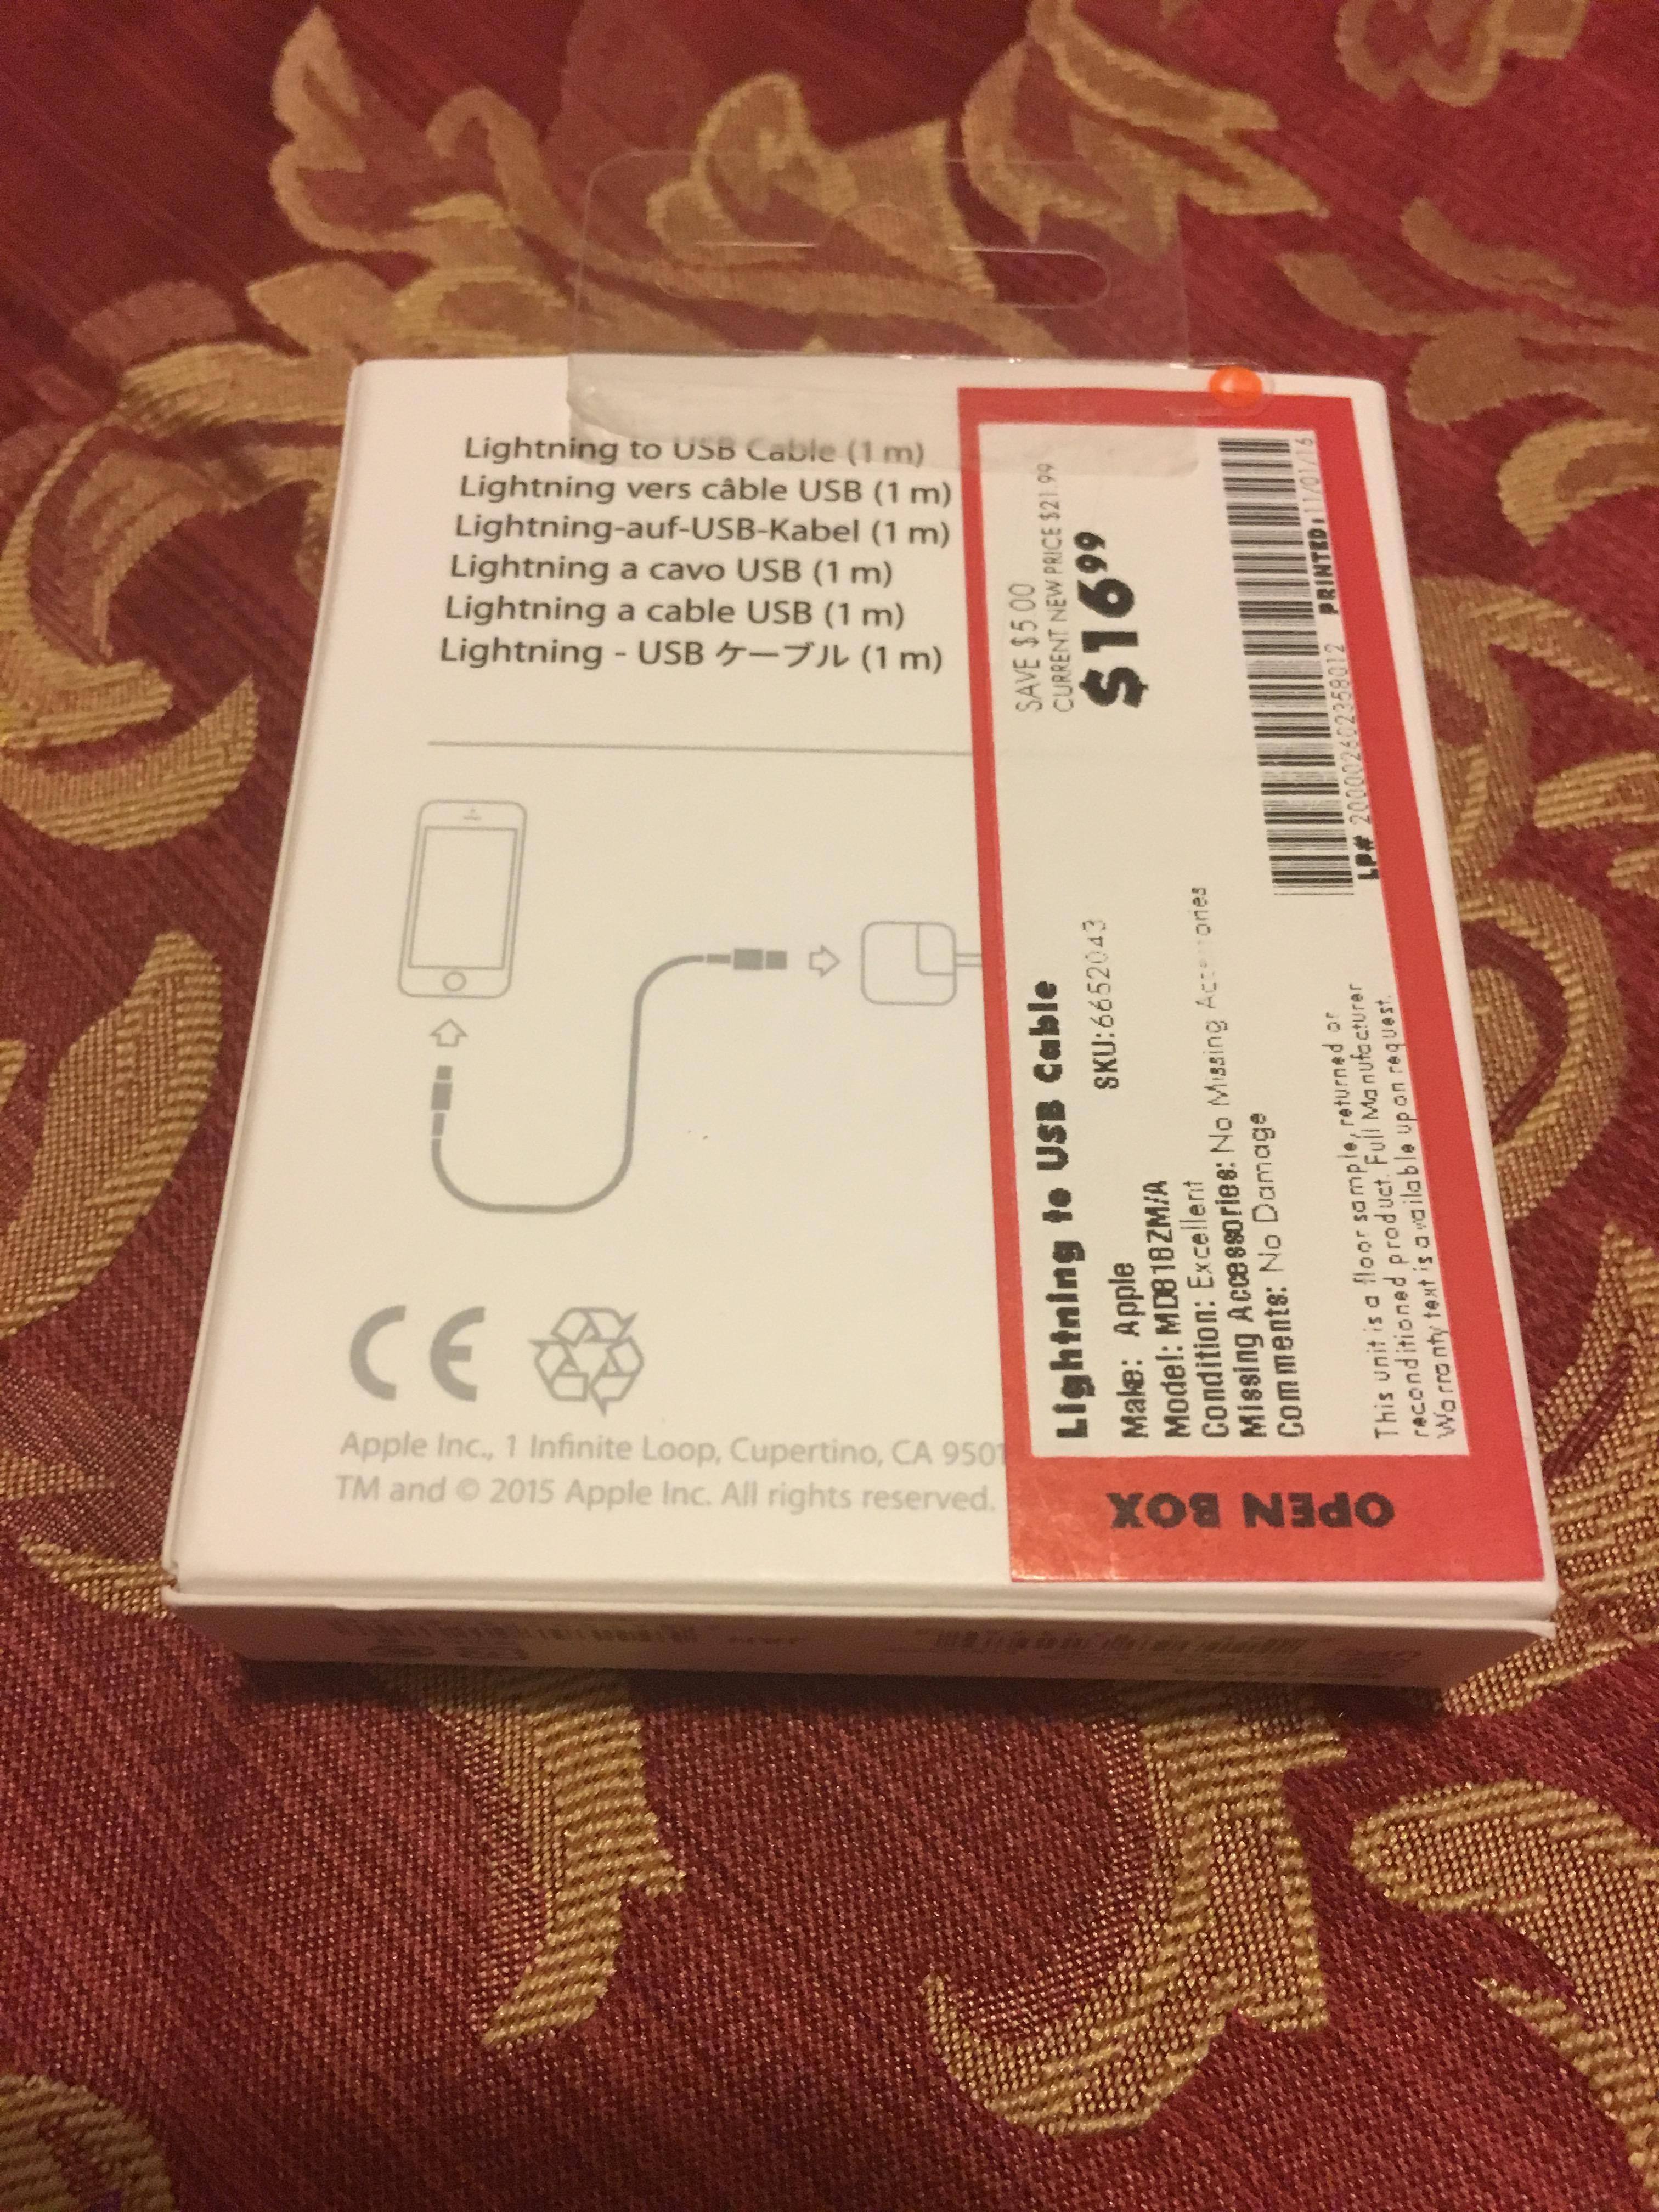 Lightning to USB Cable (1 m)
Lightning vers câble USB (1 m)
Lightning-auf-USB-Kabel (1 m)
Lightning a cavo USB (1 m)
Lightning a cable USB (1 m)
Lightning - USB ケーブル (1 m)
CE
Apple Inc., 1 Infinite Loop, Cupertino, CA 9501
TM and © 2015 Apple Inc. All rights reserved.
OPEN BOX
Lightning to USB Cable
SAVE $5.00
CURRENT NEW PRICE $21.99
$16.99
Make: Apple SKU:6652043
Model: MD818ZM/A
Condition: Excellent
Missing Accessories: No Missing Accessories
Comments: No Damage
LP# 200002602358012 PRINTED: 11/01/16
This unit is a floor sample, returned or
reconditioned product. Full Manufacturer
Warranty text is available upon request.